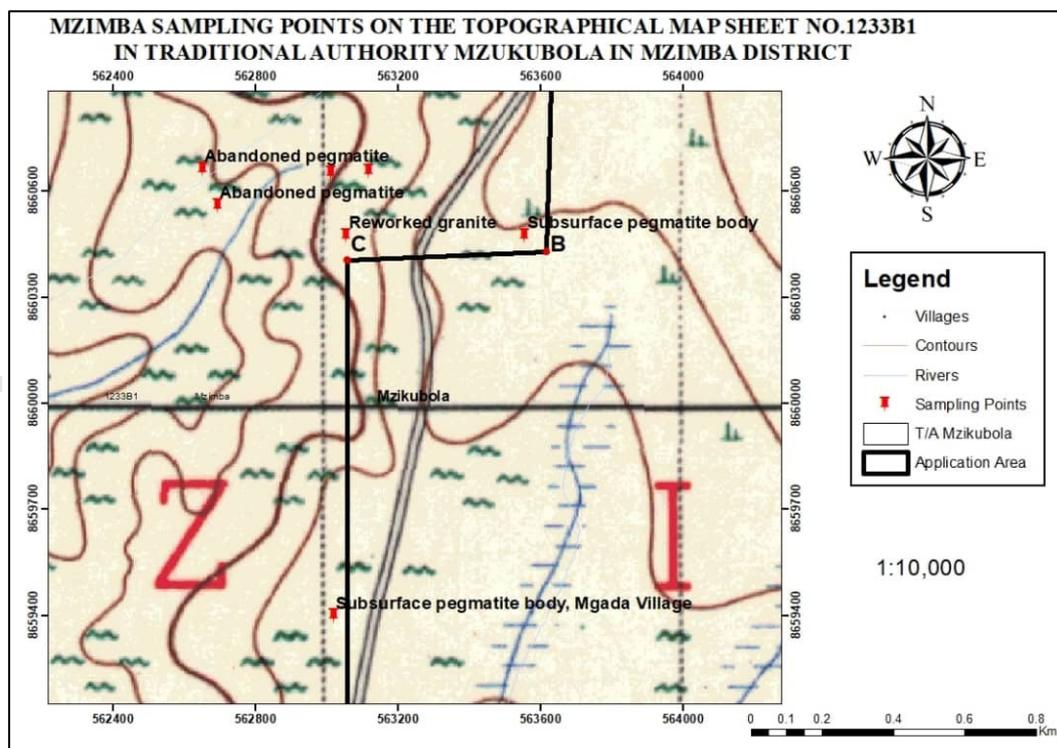 MZIMBA SAMPLING POINTS ON THE TOPOGRAPHICAL MAP SHEET NO.1233B1
IN TRADITIONAL AUTHORITY MZUKUBOLA IN MZIMBA DISTRICT
562400 562800 563200 563600 564000
N
W E
S
8660600 8660600
Abandoned pegmatite
Abandoned pegmatite
Reworked granite Subsurface pegmatite body
C B
8660300 8660300
1233B1 Mzimba Mzikubola
8660000 8660000
Z I
8659700 8659700
Subsurface pegmatite body, Mgada Village
8659400 8659400
562400 562800 563200 563600 564000
Legend
Villages
Contours
Rivers
Sampling Points
T/A Mzikubola
Application Area
1:10,000
0 0.1 0.2 0.4 0.6 0.8
Km